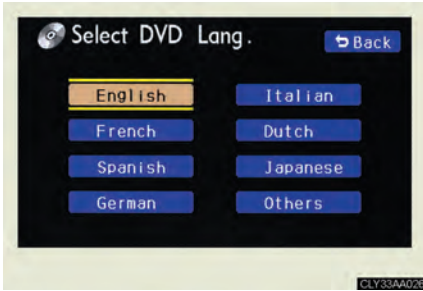 Select DVD Lang.
Back
English
Italian
French
Dutch
Spanish
Japanese
German
Others
CLY33AA026